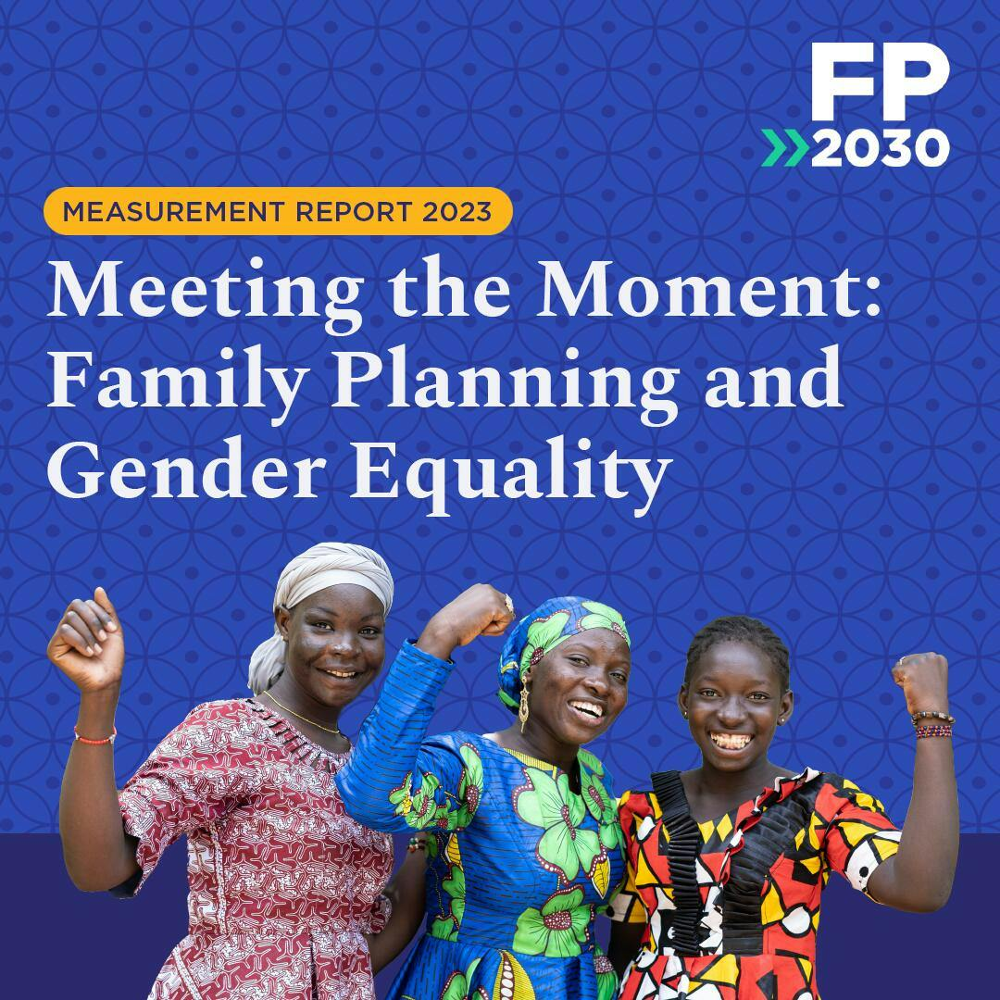 FP
2030
MEASUREMENT REPORT 2023
Meeting the Moment:
Family Planning and
Gender Equality